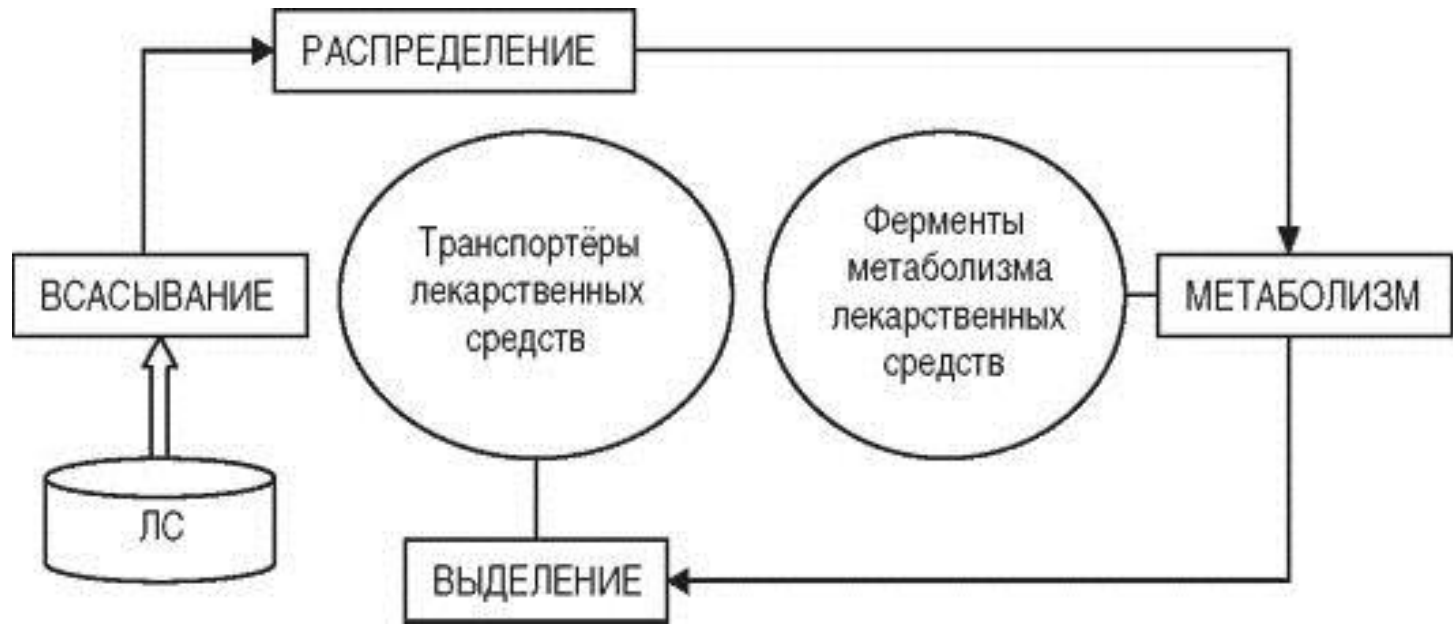 РАСПРЕДЕЛЕНИЕ
Транспортёры
лекарственных
средств
Ферменты
метаболизма
лекарственных
средств
ВСАСЫВАНИЕ
МЕТАБОЛИЗМ
ЛС
ВЫДЕЛЕНИЕ